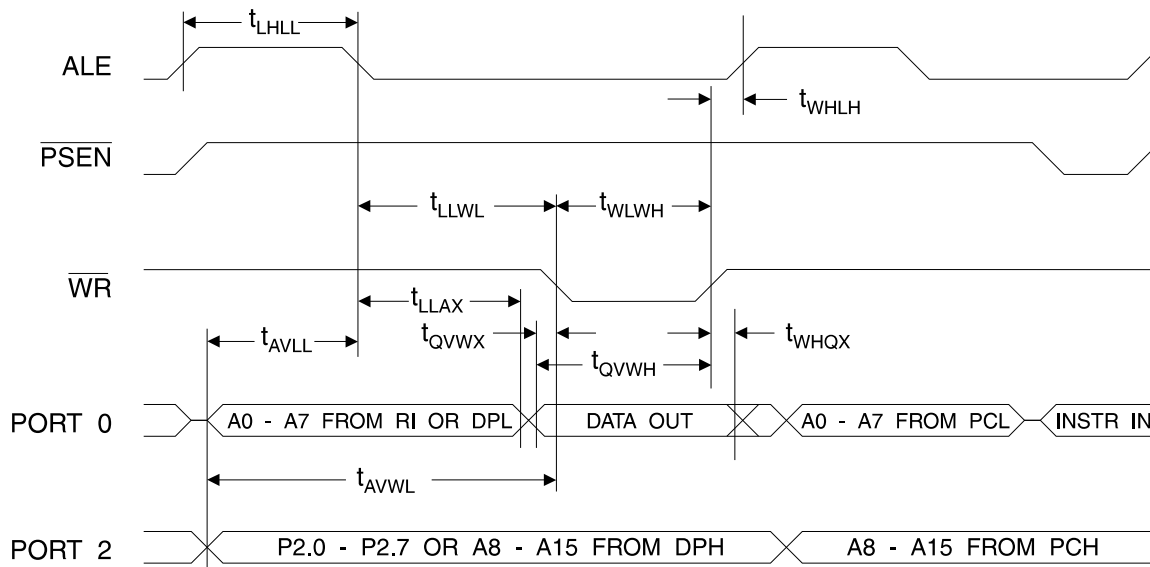 tLHLL
ALE
tWHLH
PSEN
tLLWL
tWLWH
WR
tLLAX
tQVWX
tWHQX
tAVLL
tQVWH
PORT 0
A0 - A7 FROM RI OR DPL
DATA OUT
A0 - A7 FROM PCL
INSTR IN
tAVWL
PORT 2
P2.0 - P2.7 OR A8 - A15 FROM DPH
A8 - A15 FROM PCH